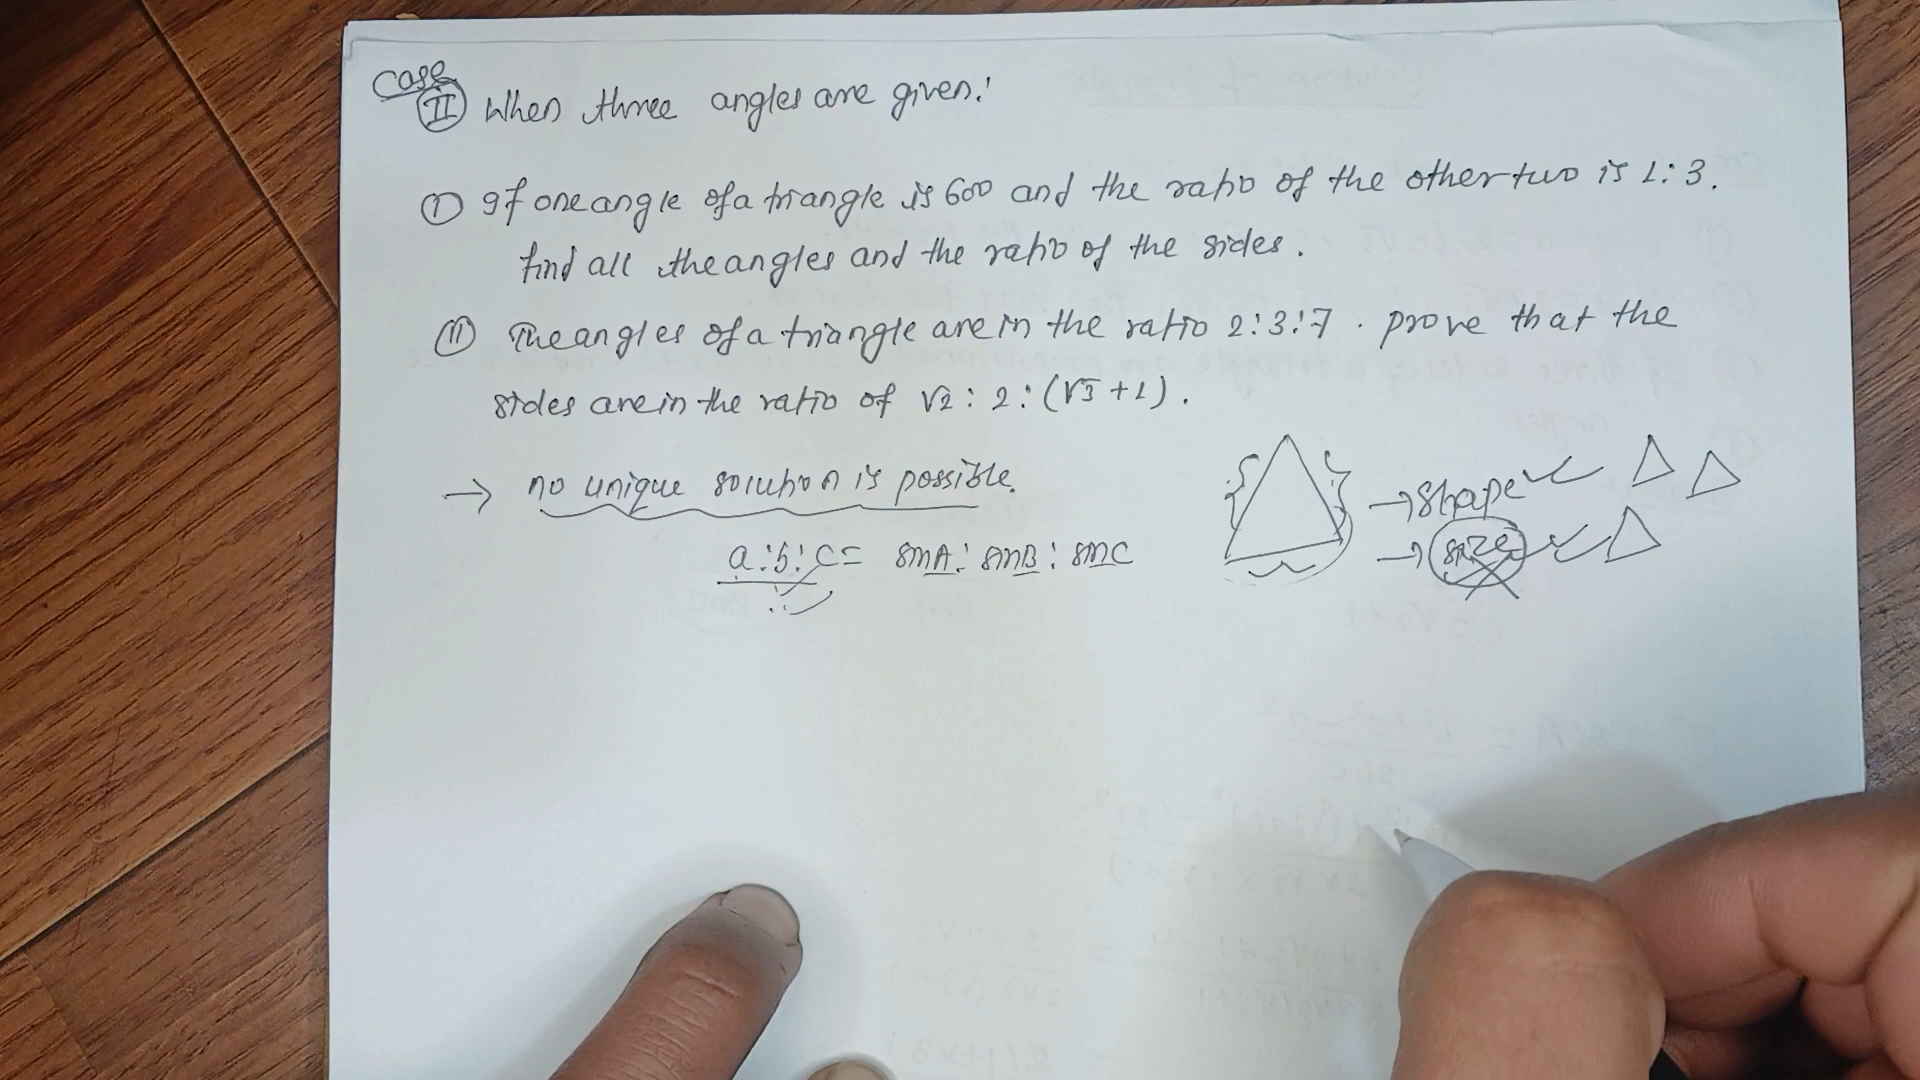 Case
II When three angles are given:
I If one angle of a triangle is 600 and the ratio of the other two is 1:3.
find all the angles and the ratio of the sides.
II The angles of a triangle are in the ratio 2:3:7. prove that the
sides are in the ratio of √2 : 2 : (√3 + 1).
→ no unique solution is possible.
→ shape
→ size
a:b:c = sinA : sinB : sinC